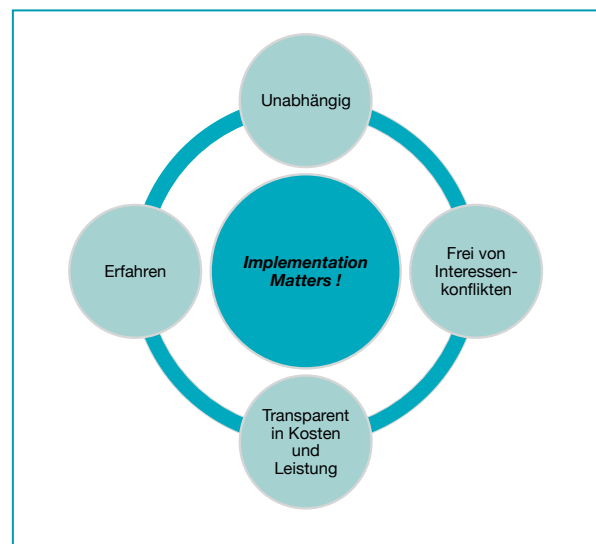 Unabhängig
Erfahren
Implementation
Matters !
Frei von
Interessen-
konflikten
Transparent
in Kosten
und
Leistung